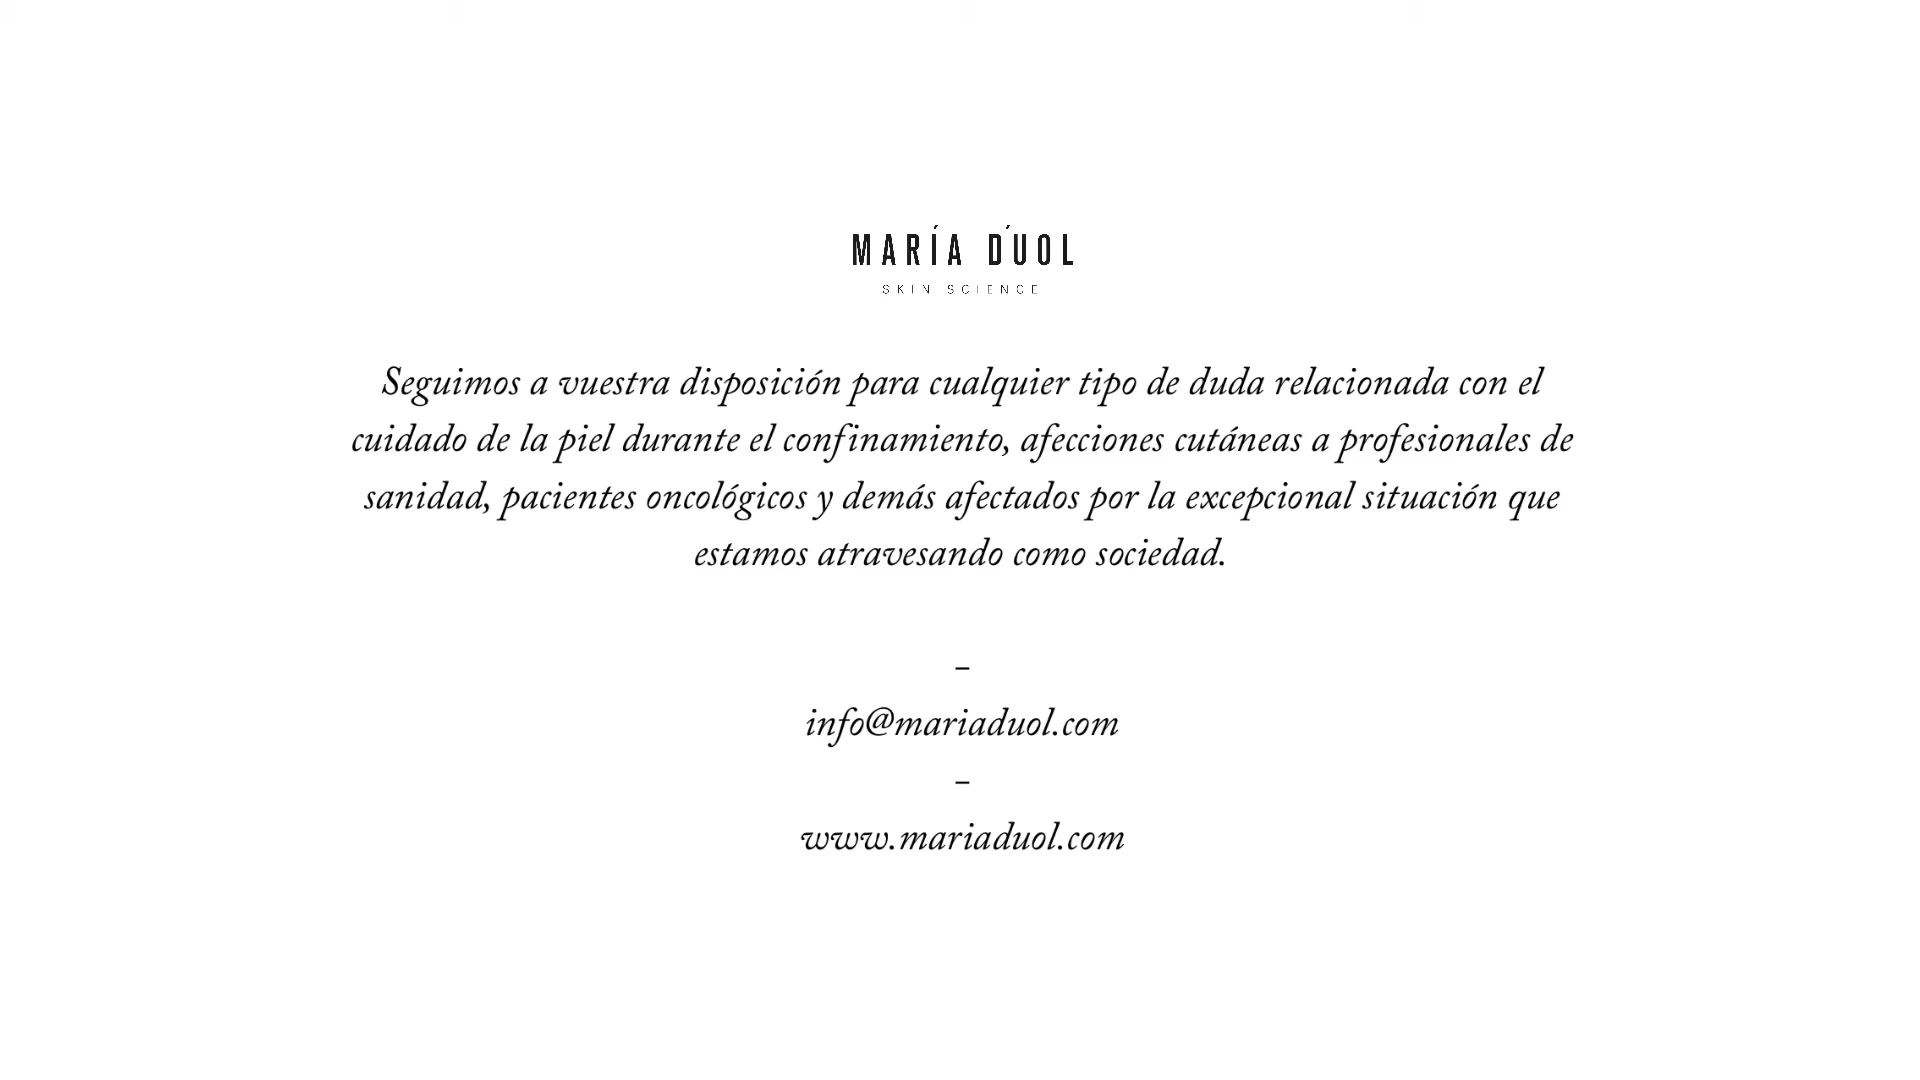 MARÍA D'UOL
SKIN SCIENCE
Seguimos a vuestra disposición para cualquier tipo de duda relacionada con el
cuidado de la piel durante el confinamiento, afecciones cutáneas a profesionales de
sanidad, pacientes oncológicos y demás afectados por la excepcional situación que
estamos atravesando como sociedad.
–
info@mariaduol.com
–
www.mariaduol.com